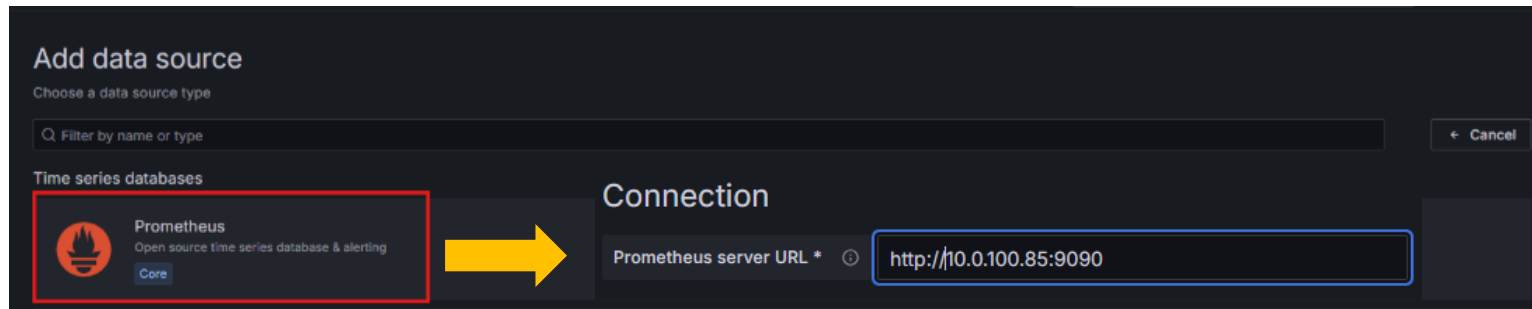 Add data source
Choose a data source type
Filter by name or type
← Cancel
Time series databases
Prometheus
Open source time series database & alerting
Core
Connection
Prometheus server URL *
http://10.0.100.85:9090